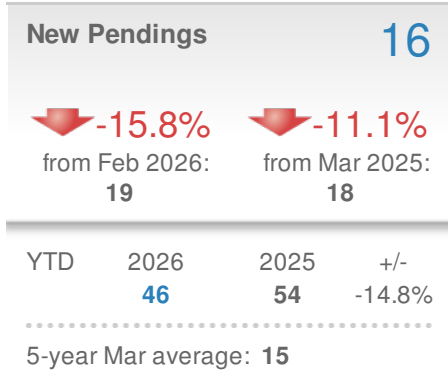 New Pendings 16
-15.8% -11.1%
from Feb 2026: from Mar 2025:
19 18
YTD 2026 2025 +/-
46 54 -14.8%
5-year Mar average: 15